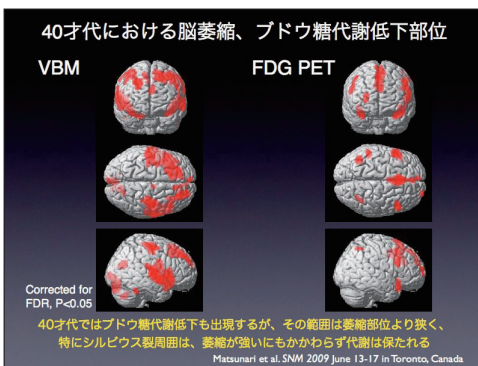 40才代における脳萎縮、ブドウ糖代謝低下部位
VBM
FDG PET
Corrected for
FDR, P<0.05
40才代ではブドウ糖代謝低下も出現するが、その範囲は萎縮部位より狭く、
特にシルビウス裂周囲は、萎縮が強いにもかかわらず代謝は保たれる
Matsunari et al. SNM 2009 June 13-17 in Toronto, Canada